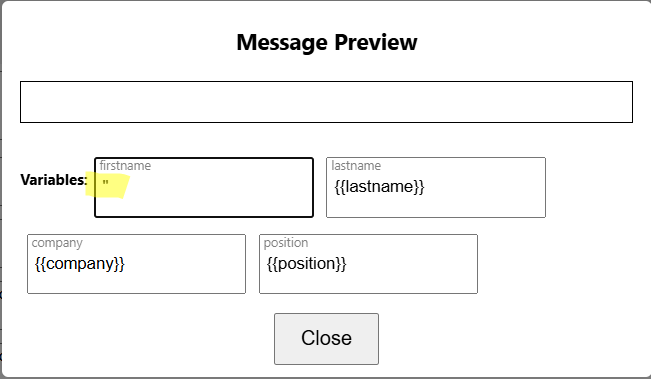 Message Preview
firstname
lastname
Variables:
"
{{lastname}}
company
position
{{company}}
{{position}}
Close